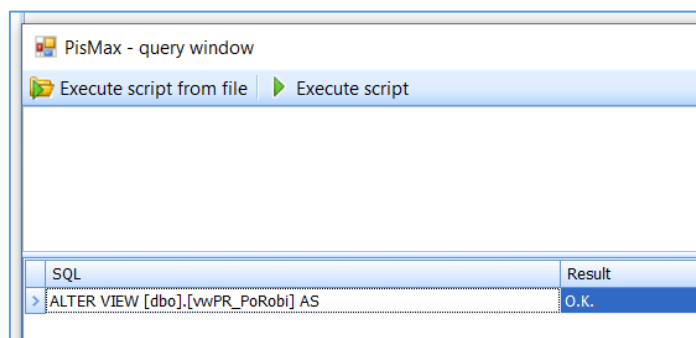 PisMax - query window
Execute script from file Execute script
SQL Result
ALTER VIEW [dbo].[vwPR_PoRobi] AS O.K.